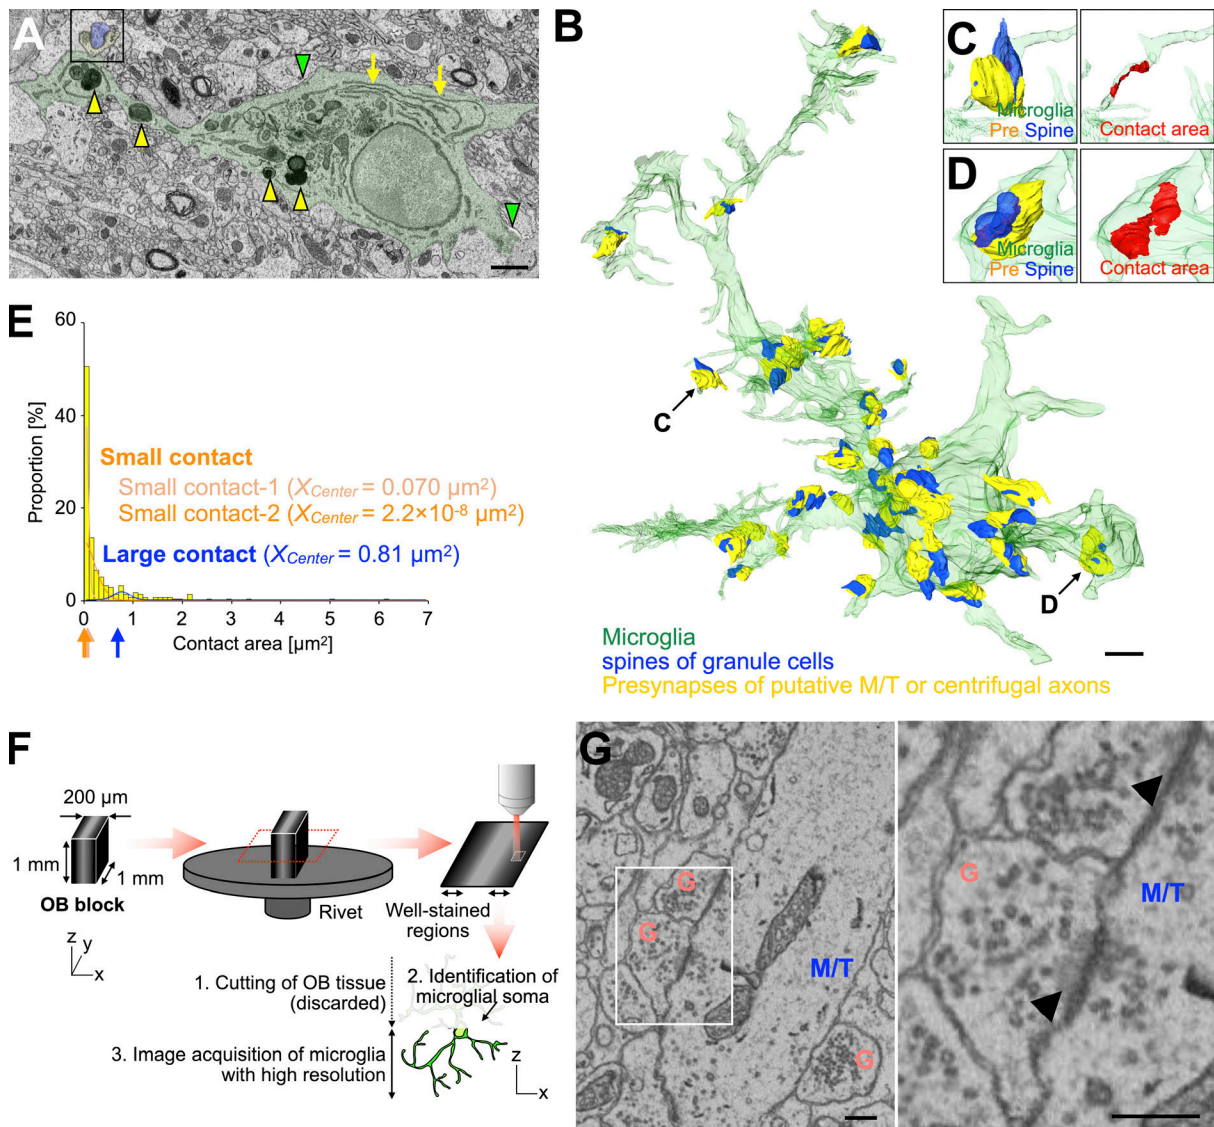 A
B
C
Microglia
Pre Spine
Contact area
D
Microglia
Pre Spine
Contact area
C
D
Microglia
spines of granule cells
Presynapses of putative M/T or centrifugal axons
E
Proportion [%]
60
40
20
0
Small contact
Small contact-1 (XCenter = 0.070 µm²)
Small contact-2 (XCenter = 2.2×10⁻⁸ µm²)
Large contact (XCenter = 0.81 µm²)
0 1 2 3 4 5 6 7
Contact area [µm²]
F
200 µm
1 mm
1 mm
OB block
z
y
x
Rivet
Well-stained
regions
1. Cutting of OB tissue
(discarded)
2. Identification of
microglial soma
3. Image acquisition of microglia
with high resolution
z
x
G
G
G
M/T
G
G
M/T